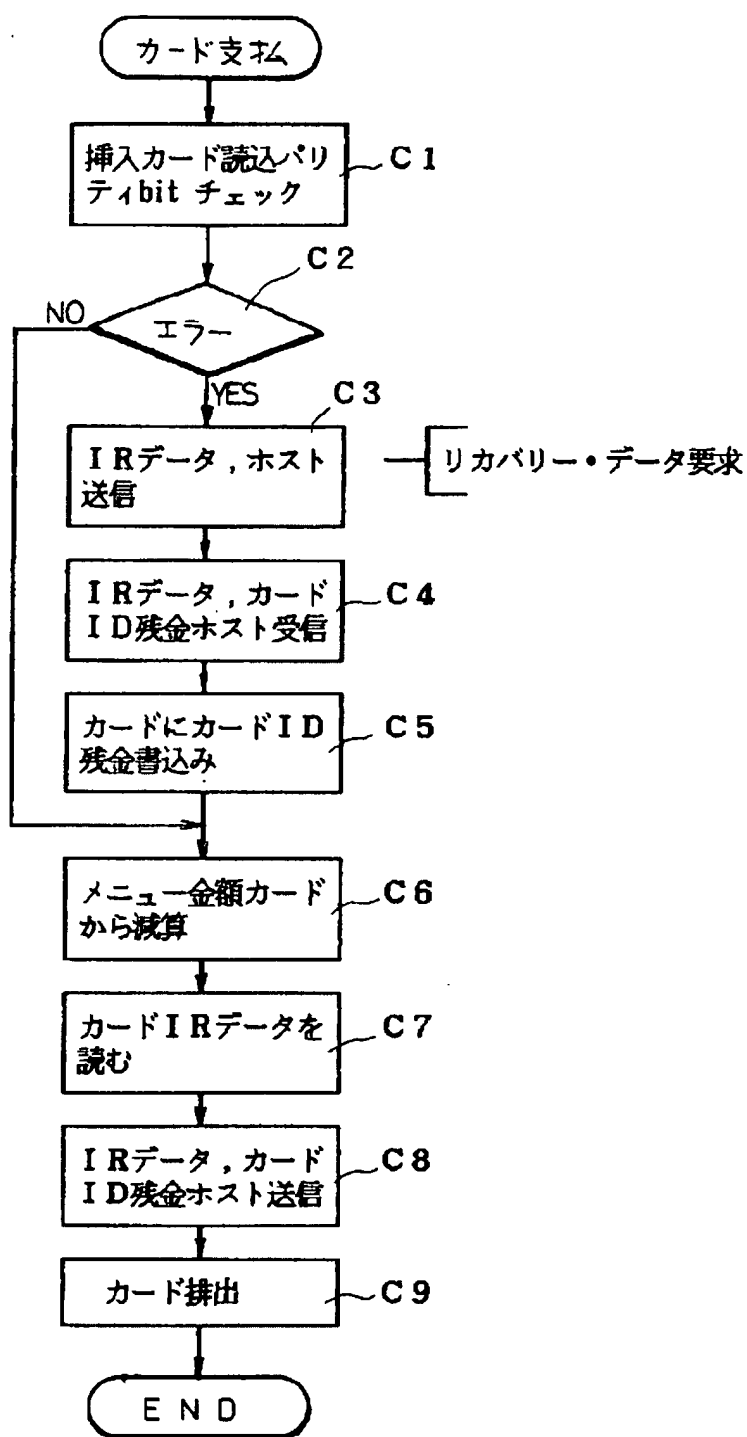 カード支払
挿入カード読込パリ
ティbit チェック
C1
C2
NO
エラー
YES
C3
IRデータ,ホスト
送信
リカバリー・データ要求
IRデータ,カード
ID残金ホスト受信
C4
カードにカードID
残金書込み
C5
メニュー金額カード
から減算
C6
カードIRデータを
読む
C7
IRデータ,カード
ID残金ホスト送信
C8
カード排出
C9
END